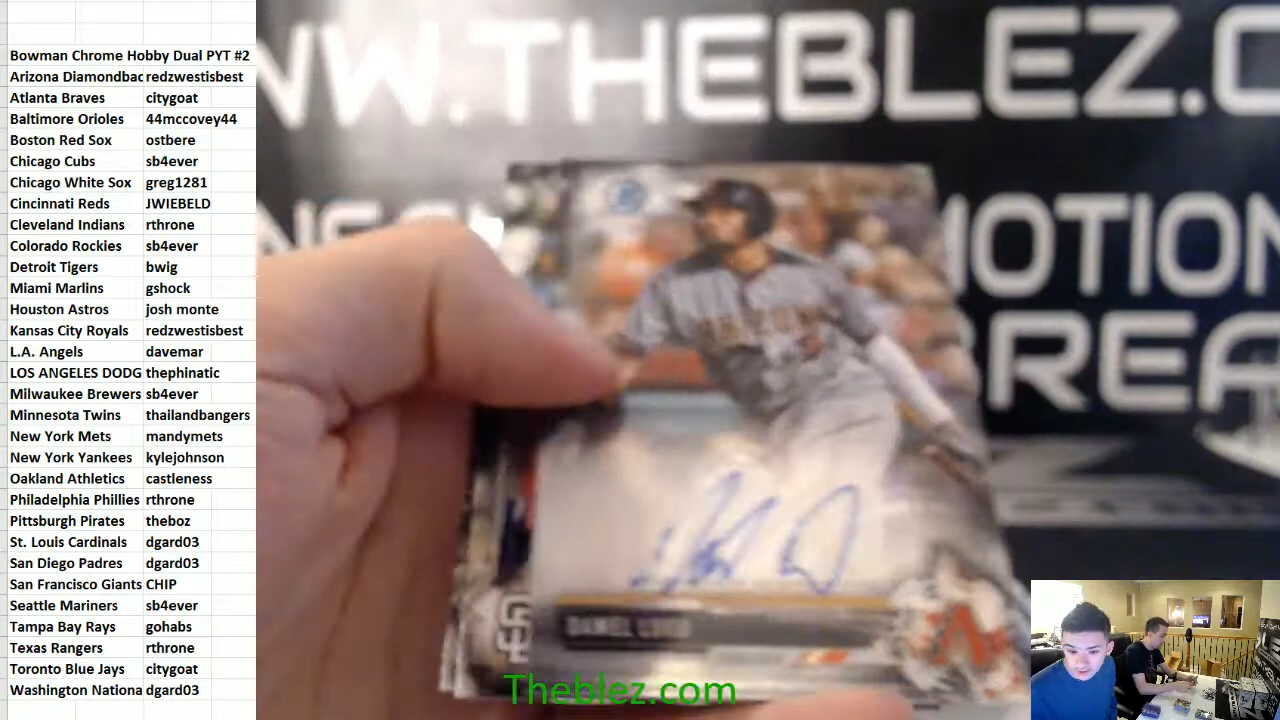 Bowman Chrome Hobby Dual PYT #2
Arizona Diamondbac redzwestisbest
Atlanta Braves citygoat
Baltimore Orioles 44mccovey44
Boston Red Sox ostbere
Chicago Cubs sb4ever
Chicago White Sox greg1281
Cincinnati Reds JWIEBELD
Cleveland Indians rthrone
Colorado Rockies sb4ever
Detroit Tigers bwig
Miami Marlins gshock
Houston Astros josh monte
Kansas City Royals redzwestisbest
L.A. Angels davemar
LOS ANGELES DODG thephinatic
Milwaukee Brewers sb4ever
Minnesota Twins thailandbangers
New York Mets mandymets
New York Yankees kylejohnson
Oakland Athletics castleness
Philadelphia Phillies rthrone
Pittsburgh Pirates theboz
St. Louis Cardinals dgard03
San Diego Padres dgard03
San Francisco Giants CHIP
Seattle Mariners sb4ever
Tampa Bay Rays gohabs
Texas Rangers rthrone
Toronto Blue Jays citygoat
Washington Nationa dgard03
WW.THEBLEZ.C
OTION
REA
Theblez.com